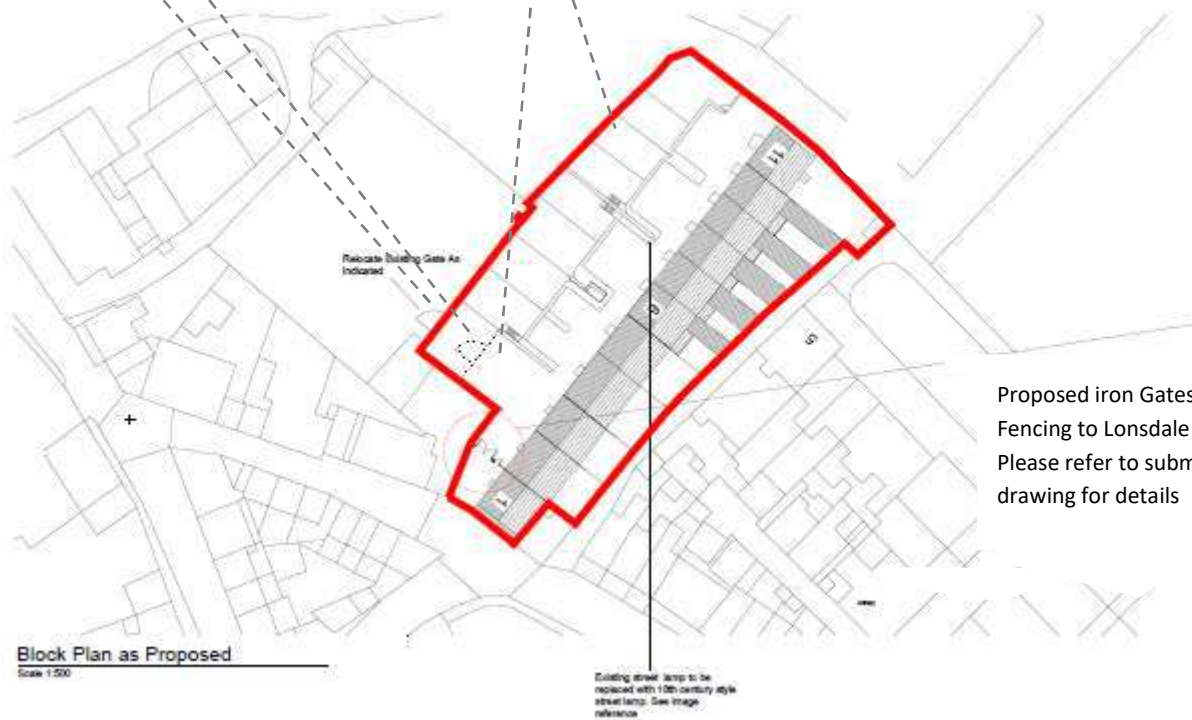 Relocate Existing Gate As
Indicated
11
6
5
1
Proposed iron Gates
Fencing to Lonsdale
Please refer to subm
drawing for details
Block Plan as Proposed
Scale 1:500
Existing street lamp to be
replaced with 19th century style
street lamp. See image
reference